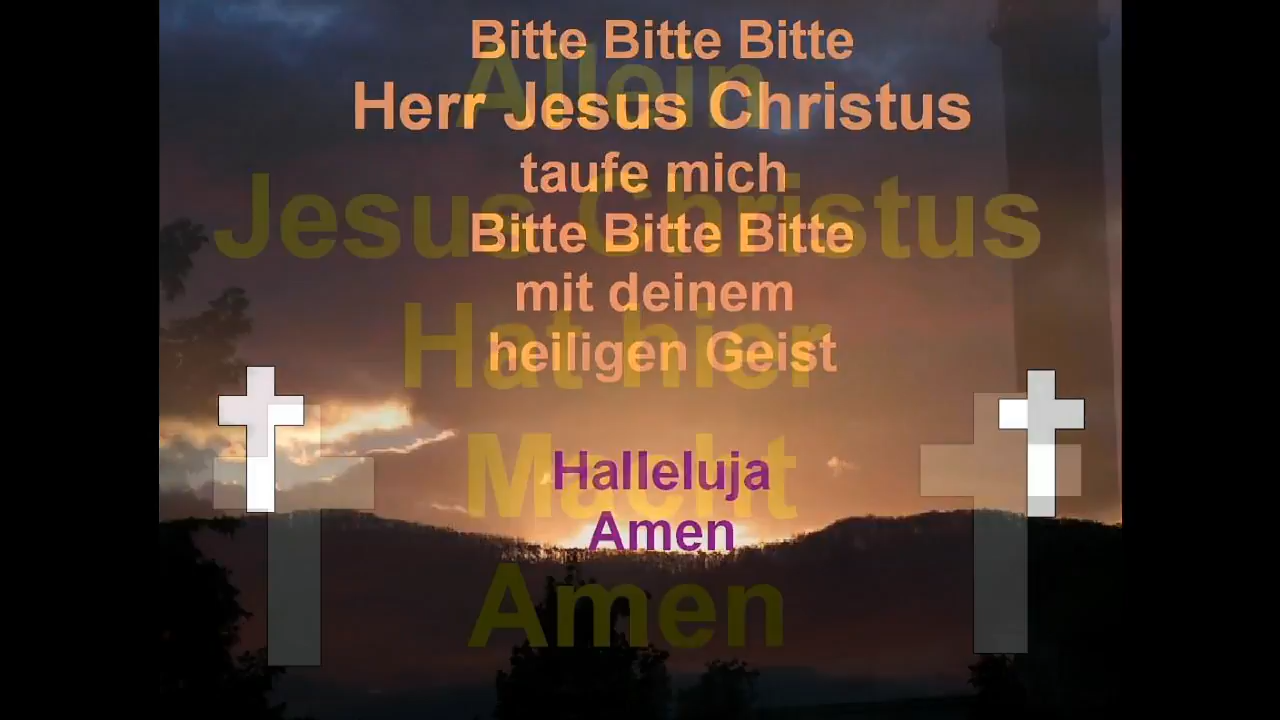 Bitte Bitte Bitte
Herr Jesus Christus
taufe mich
Bitte Bitte Bitte
mit deinem
heiligen Geist
Halleluja
Amen
Allein
Jesus Christus
Hat hier
Macht
Amen